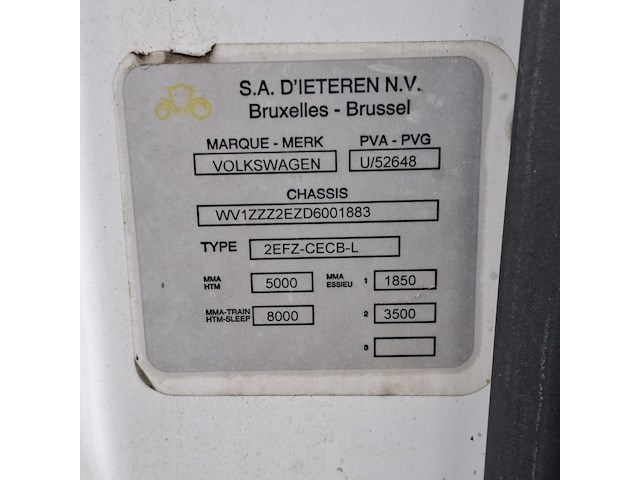 S.A. D'IETEREN N.V.
Bruxelles - Brussel
MARQUE - MERK PVA - PVG
VOLKSWAGEN U/52648
CHASSIS
WV1ZZZ2EZD6001883
TYPE 2EFZ-CECB-L
MMA HTM 5000 MMA ESSIEU 1 1850
MMA-TRAIN HTM-SLEEP 8000 2 3500
3